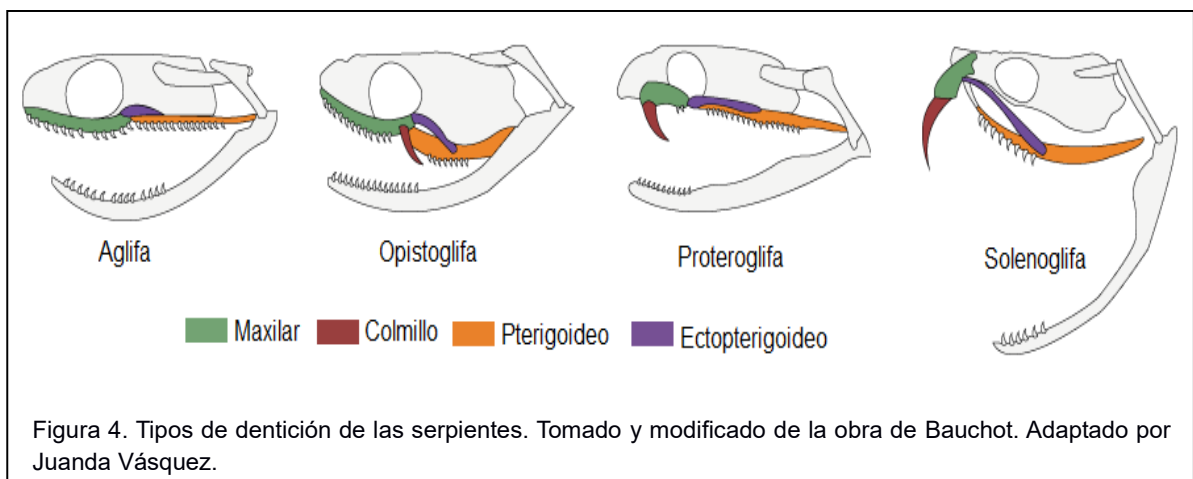 Aglifa
Opistoglifa
Proteroglifa
Solenoglifa
Maxilar
Colmillo
Pterigoideo
Ectopterigoideo
Figura 4. Tipos de dentición de las serpientes. Tomado y modificado de la obra de Bauchot. Adaptado por
Juanda Vásquez.